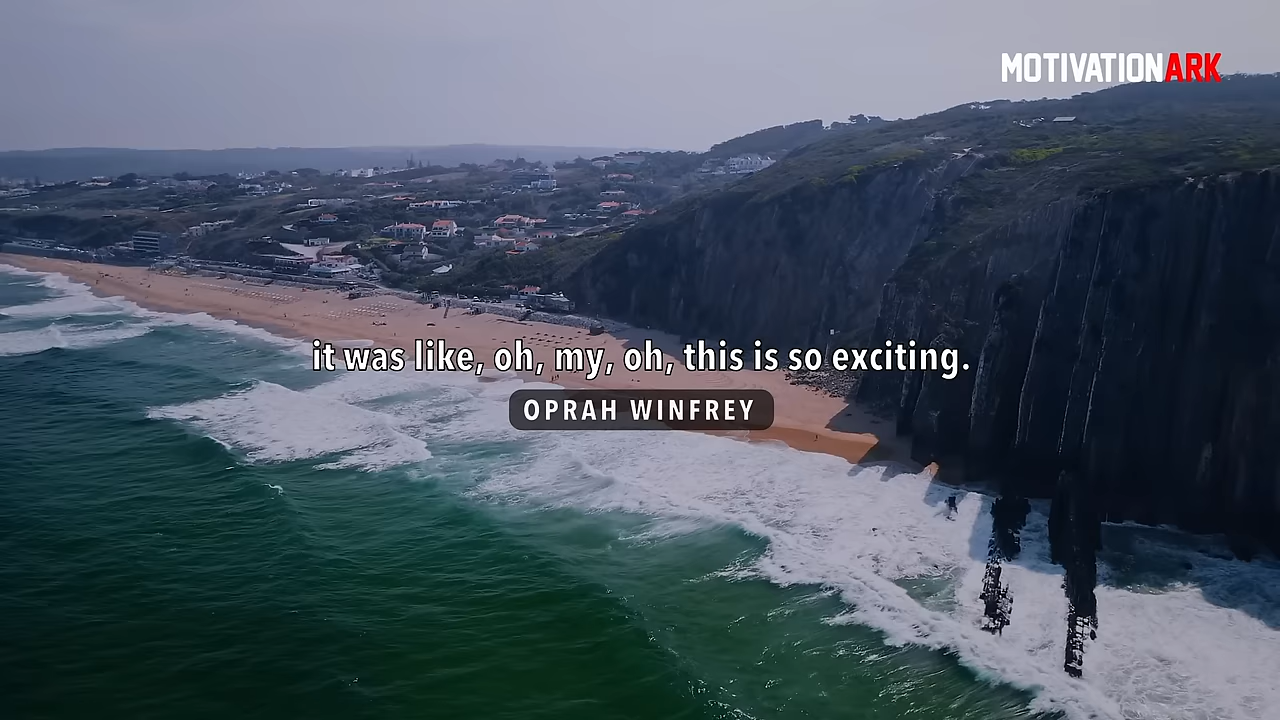 MOTIVATIONARK
it was like, oh, my, oh, this is so exciting.
OPRAH WINFREY